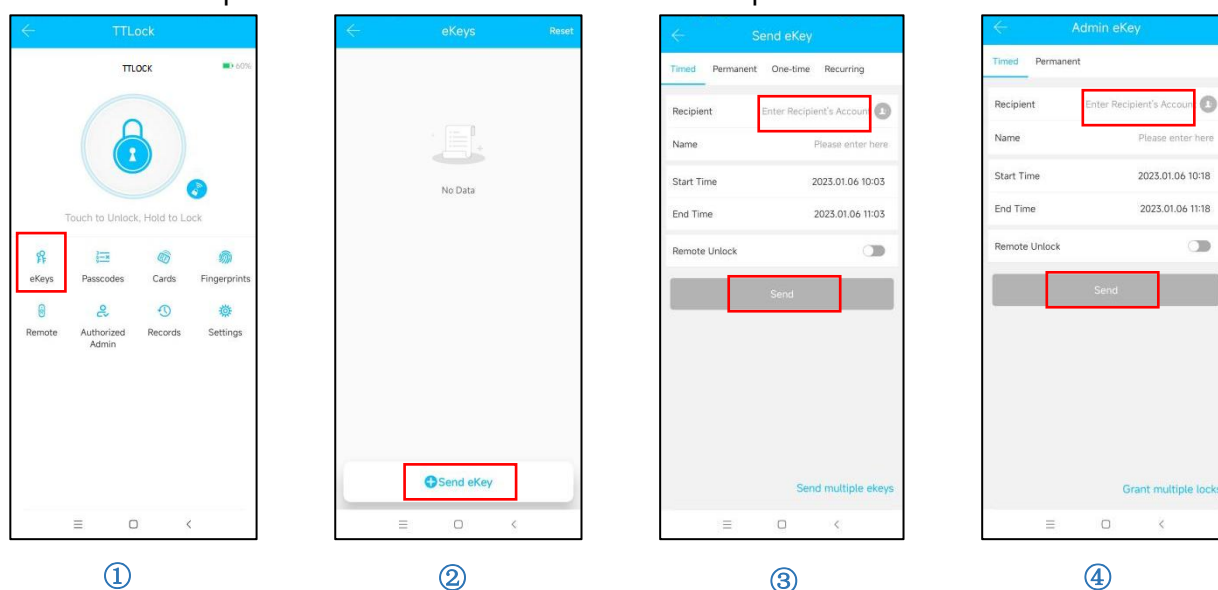 TTLock
TTLOCK
60%
Touch to Unlock, Hold to Lock
eKeys Passcodes Cards Fingerprints
Remote Authorized Admin Records Settings
①
eKeys Reset
No Data
Send eKey
②
Send eKey
Timed Permanent One-time Recurring
Recipient Enter Recipient's Accoun
Name Please enter here
Start Time 2023.01.06 10:03
End Time 2023.01.06 11:03
Remote Unlock
Send
Send multiple ekeys
③
Admin eKey
Timed Permanent
Recipient Enter Recipient's Accoun
Name Please enter here
Start Time 2023.01.06 10:18
End Time 2023.01.06 11:18
Remote Unlock
Send
Grant multiple locks
④